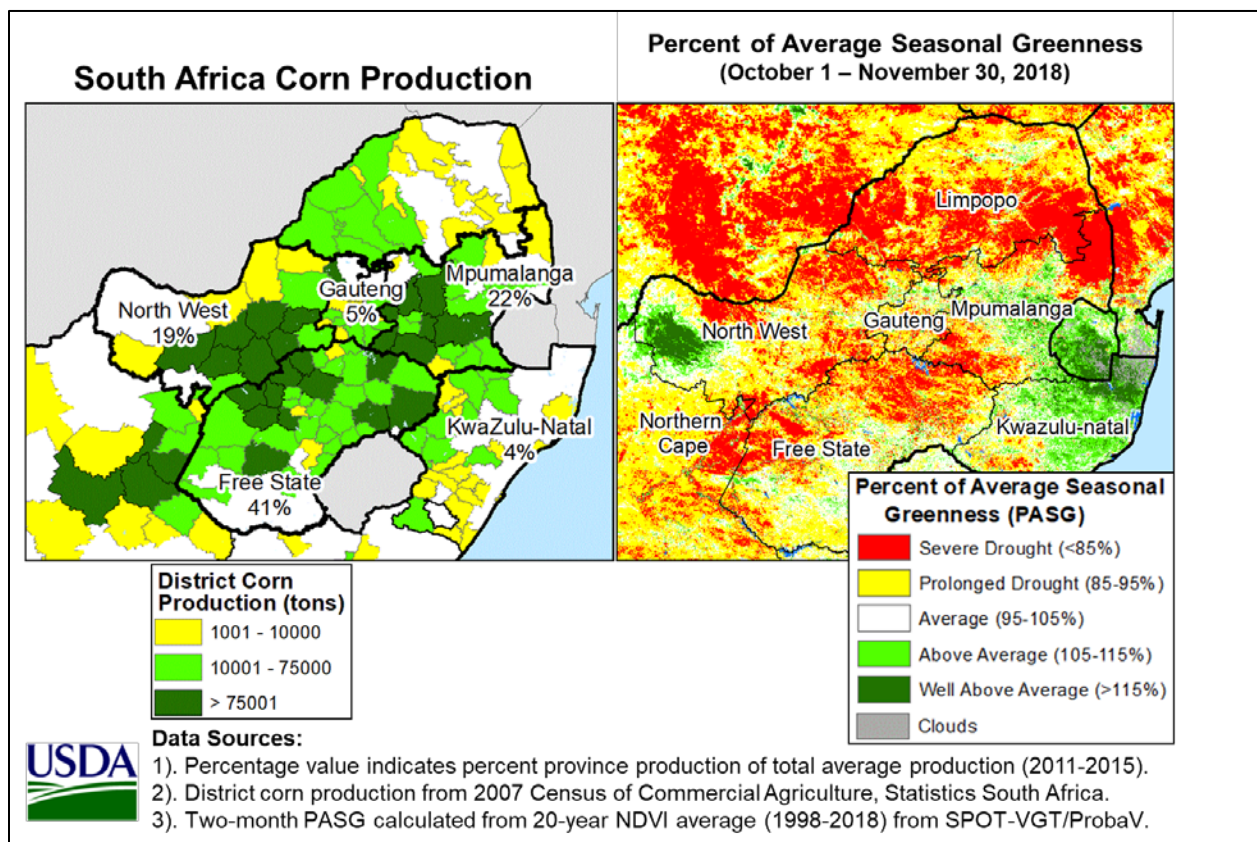 South Africa Corn Production
North West
19%
Gauteng
5%
Mpumalanga
22%
KwaZulu-Natal
4%
Free State
41%
District Corn
Production (tons)
1001 - 10000
10001 - 75000
> 75001
Percent of Average Seasonal Greenness
(October 1 – November 30, 2018)
Limpopo
Mpumalanga
Gauteng
North West
Northern
Cape
Free State
Kwazulu-natal
Percent of Average Seasonal
Greenness (PASG)
Severe Drought (<85%)
Prolonged Drought (85-95%)
Average (95-105%)
Above Average (105-115%)
Well Above Average (>115%)
Clouds
USDA
Data Sources:
1). Percentage value indicates percent province production of total average production (2011-2015).
2). District corn production from 2007 Census of Commercial Agriculture, Statistics South Africa.
3). Two-month PASG calculated from 20-year NDVI average (1998-2018) from SPOT-VGT/ProbaV.